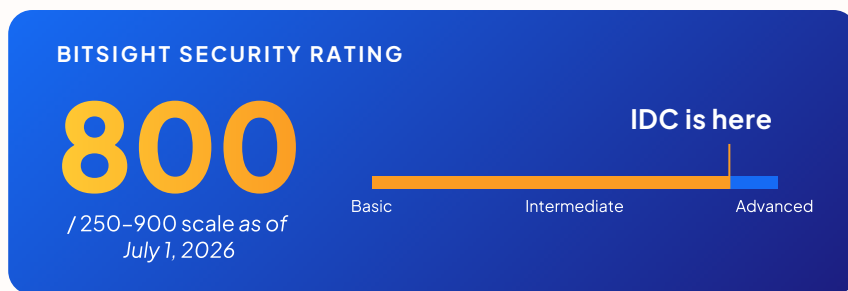 BITSIGHT SECURITY RATING
800
/ 250–900 scale as of
July 1, 2026
IDC is here
Basic
Intermediate
Advanced